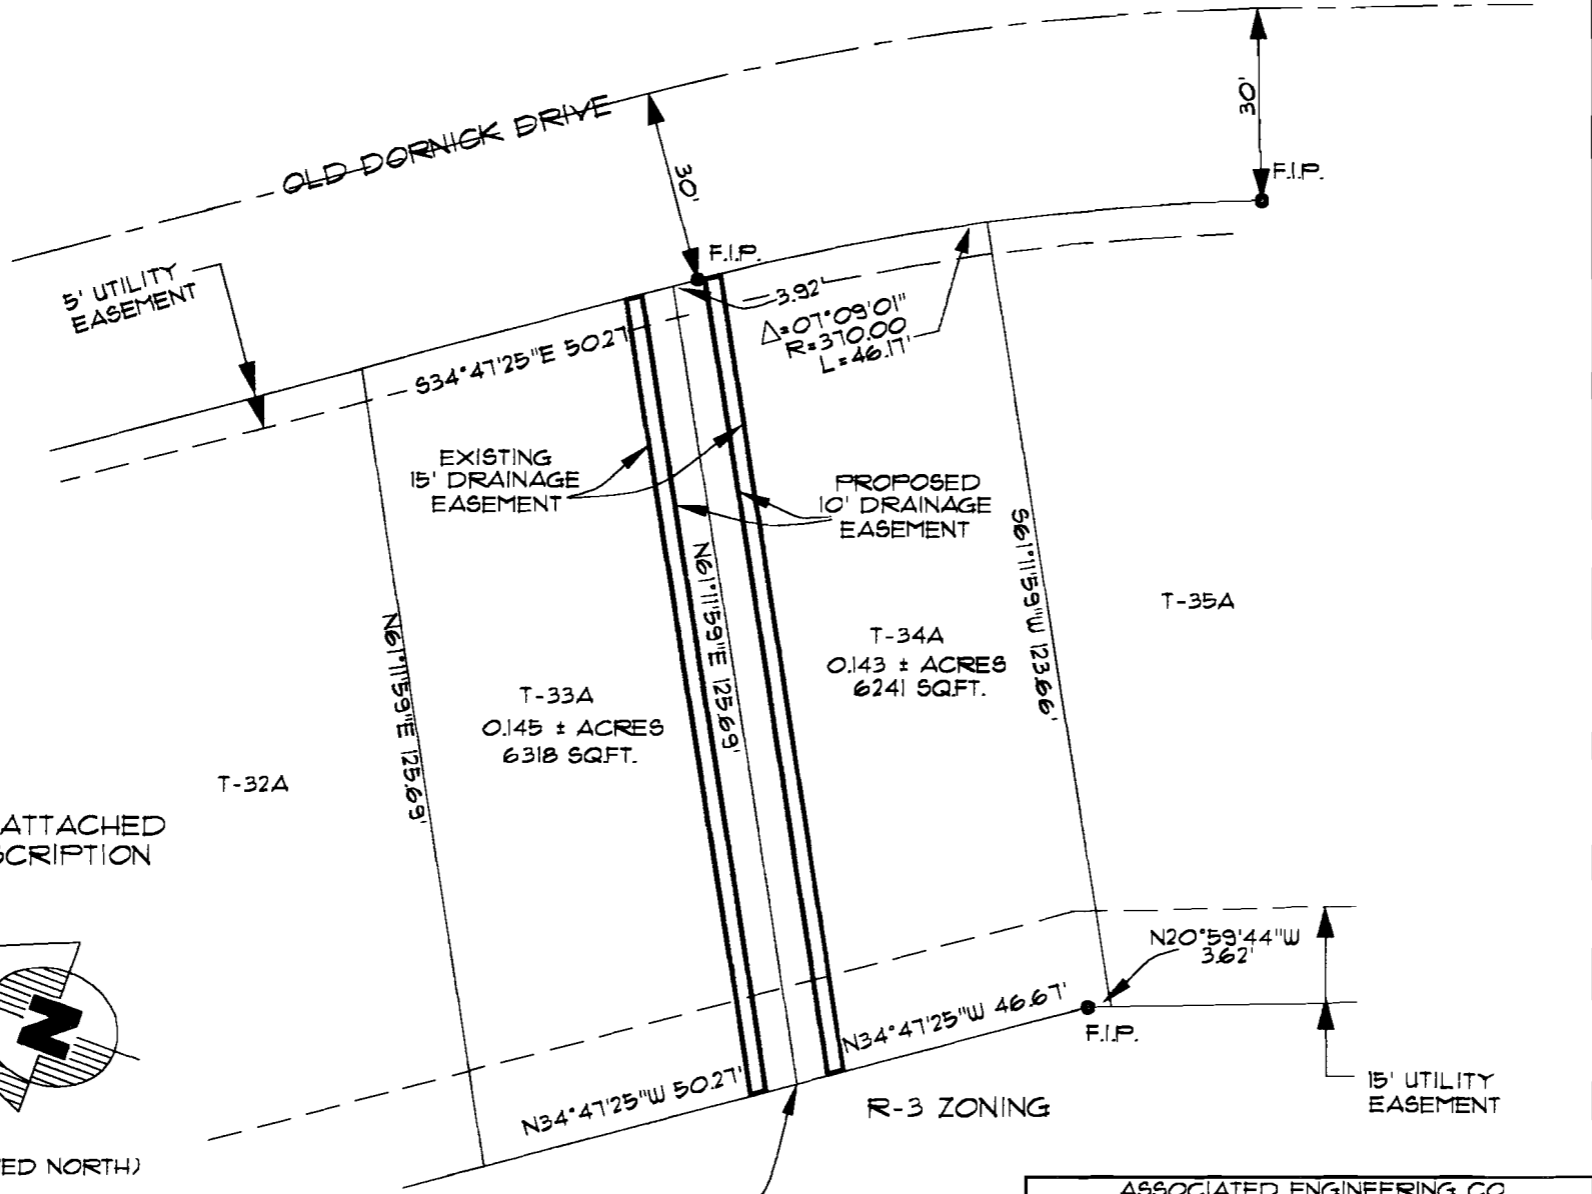 OLD DORNICK DRIVE
30'
30'
F.I.P.
F.I.P.
5' UTILITY
EASEMENT
3.92'
Δ=07°09'01"
R=370.00
L=46.17'
S34°47'25"E 50.27
EXISTING
15' DRAINAGE
EASEMENT
PROPOSED
10' DRAINAGE
EASEMENT
N61°11'59"E 125.69'
N61°11'59"E 125.69'
S61°11'59"W 123.66'
T-35A
T-34A
0.143 ± ACRES
6241 SQ.FT.
T-33A
0.145 ± ACRES
6318 SQ.FT.
T-32A
ATTACHED
SCRIPTION
N
N20°59'44"W
3.62'
N34°47'25"W 46.67'
F.I.P.
N34°47'25"W 50.27'
R-3 ZONING
15' UTILITY
EASEMENT
ED NORTH)
ASSOCIATED ENGINEERING CO